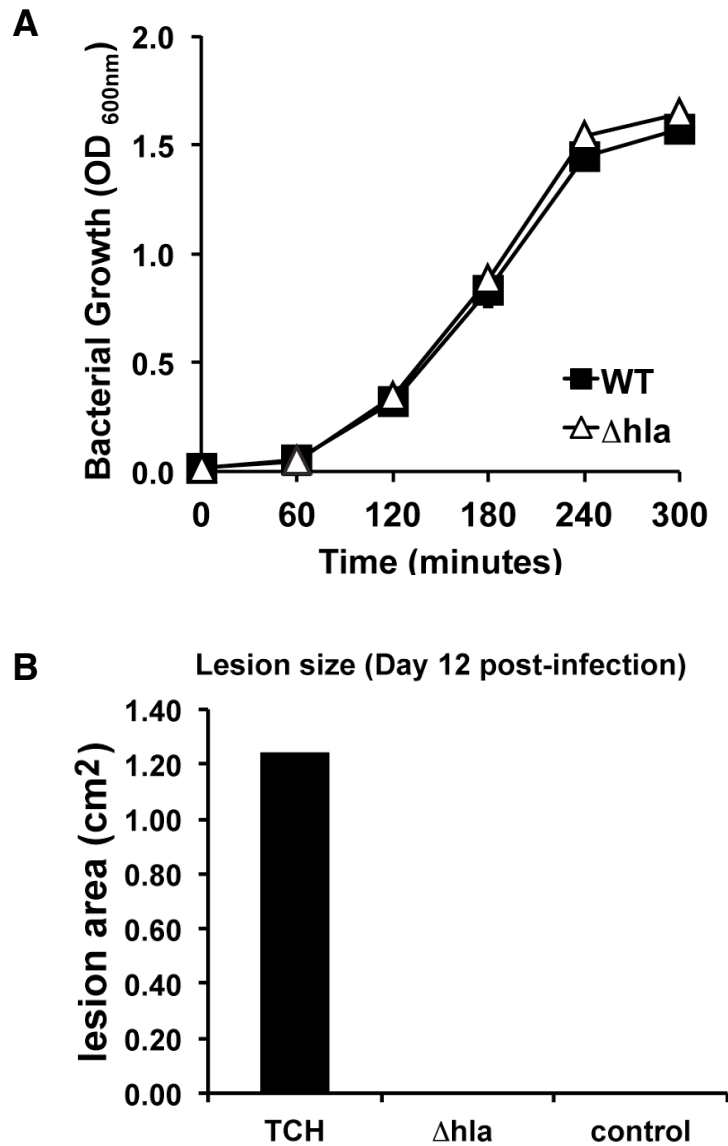 A
Bacterial Growth (OD 600nm)
2.0
1.5
1.0
0.5
0.0
WT
Δhla
0 60 120 180 240 300
Time (minutes)
B
Lesion size (Day 12 post-infection)
lesion area (cm²)
1.40
1.20
1.00
0.80
0.60
0.40
0.20
0.00
TCH Δhla control